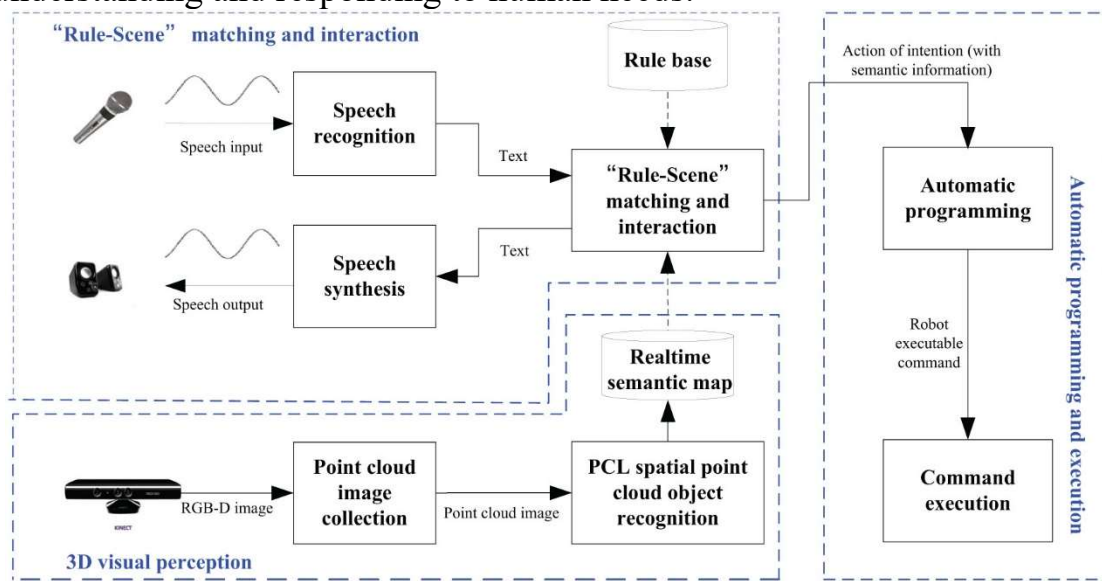 understanding and responding to human needs.
“Rule-Scene” matching and interaction
Speech input
Speech
recognition
Text
Rule base
“Rule-Scene”
matching and
interaction
Text
Speech
synthesis
Speech output
Action of intention (with
semantic information)
Automatic
programming
Robot
executable
command
Command
execution
Automatic programming and execution
Realtime
semantic map
KINECT
RGB-D image
Point cloud
image
collection
Point cloud image
PCL spatial point
cloud object
recognition
3D visual perception